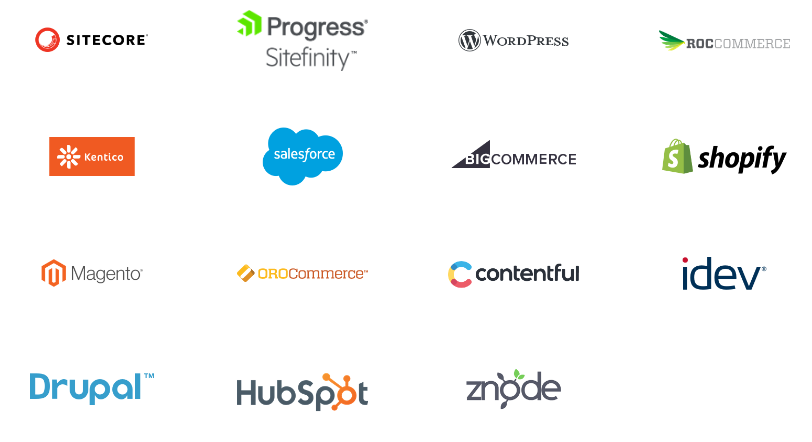 SITECORE®
Progress®
Sitefinity™
WORDPRESS
ROCCOMMERCE
Kentico
salesforce
BIGCOMMERCE
shopify
Magento®
OROCommerce™
contentful
idev®
Drupal™
HubSpot
znode